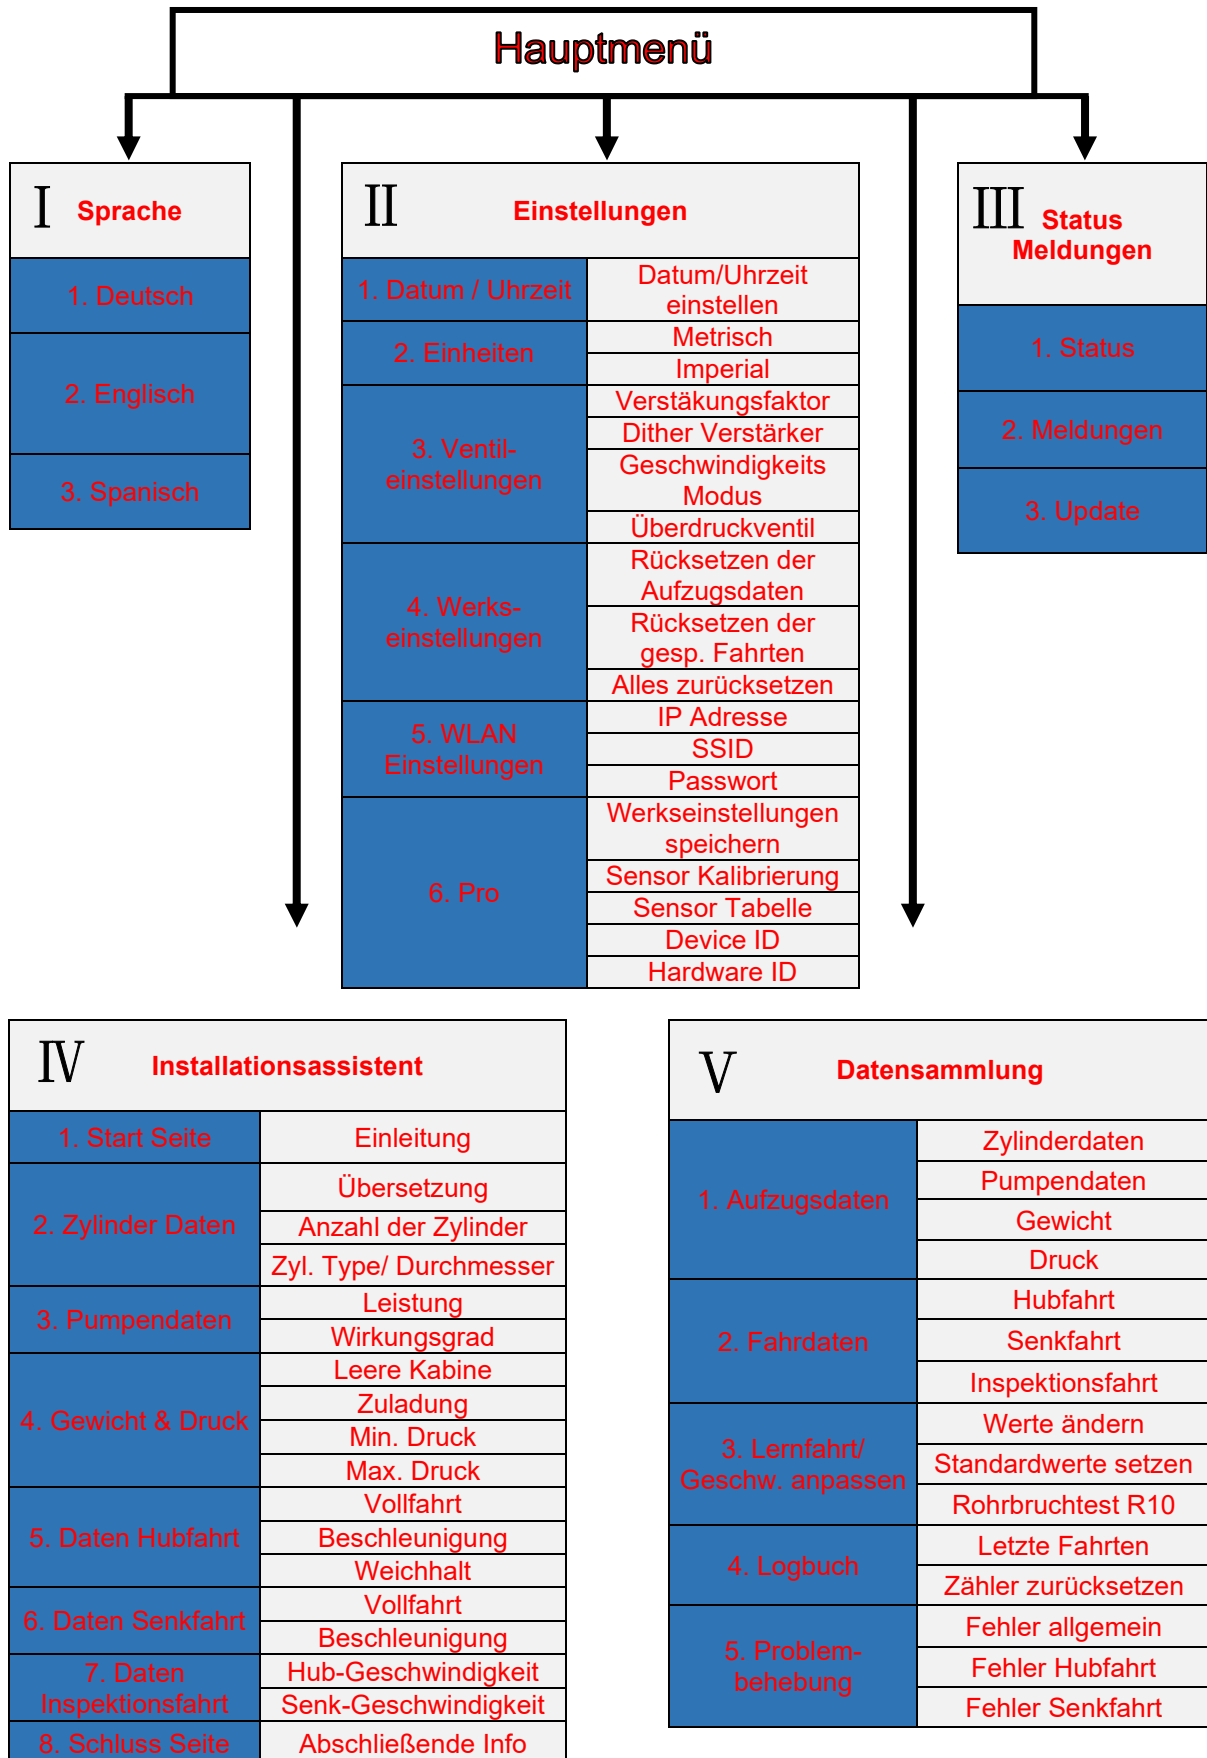 Hauptmenü
I Sprache
1. Deutsch
2. Englisch
3. Spanisch
II Einstellungen
1. Datum / Uhrzeit
Datum/Uhrzeit
einstellen
2. Einheiten
Metrisch
Imperial
3. Ventil-
einstellungen
Verstäkungsfaktor
Dither Verstärker
Geschwindigkeits
Modus
Überdruckventil
4. Werks-
einstellungen
Rücksetzen der
Aufzugsdaten
Rücksetzen der
gesp. Fahrten
Alles zurücksetzen
5. WLAN
Einstellungen
IP Adresse
SSID
Passwort
6. Pro
Werkseinstellungen
speichern
Sensor Kalibrierung
Sensor Tabelle
Device ID
Hardware ID
III Status
Meldungen
1. Status
2. Meldungen
3. Update
IV Installationsassistent
1. Start Seite
Einleitung
2. Zylinder Daten
Übersetzung
Anzahl der Zylinder
Zyl. Type/ Durchmesser
3. Pumpendaten
Leistung
Wirkungsgrad
4. Gewicht & Druck
Leere Kabine
Zuladung
Min. Druck
Max. Druck
5. Daten Hubfahrt
Vollfahrt
Beschleunigung
Weichhalt
6. Daten Senkfahrt
Vollfahrt
Beschleunigung
7. Daten
Inspektionsfahrt
Hub-Geschwindigkeit
Senk-Geschwindigkeit
8. Schluss Seite
Abschließende Info
V Datensammlung
1. Aufzugsdaten
Zylinderdaten
Pumpendaten
Gewicht
Druck
2. Fahrdaten
Hubfahrt
Senkfahrt
Inspektionsfahrt
3. Lernfahrt/
Geschw. anpassen
Werte ändern
Standardwerte setzen
Rohrbruchtest R10
4. Logbuch
Letzte Fahrten
Zähler zurücksetzen
5. Problem-
behebung
Fehler allgemein
Fehler Hubfahrt
Fehler Senkfahrt